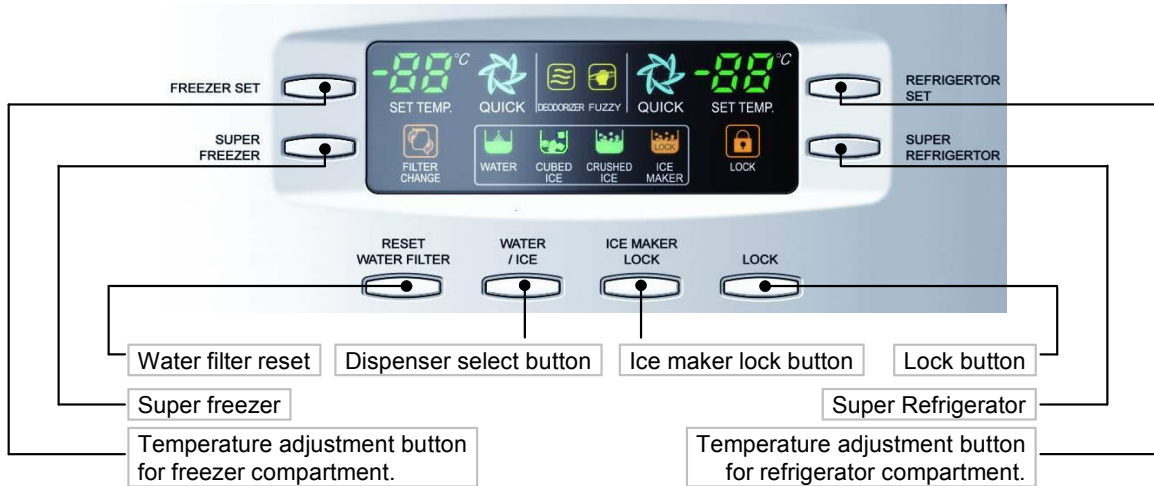 FREEZER SET
SUPER
FREEZER
-88°C
SET TEMP.
QUICK
DEODORIZER FUZZY
QUICK
-88°C
SET TEMP.
FILTER
CHANGE
WATER
CUBED
ICE
CRUSHED
ICE
LOCK
ICE
MAKER
LOCK
REFRIGERTOR
SET
SUPER
REFRIGERTOR
RESET
WATER FILTER
WATER
/ ICE
ICE MAKER
LOCK
LOCK
Water filter reset
Dispenser select button
Ice maker lock button
Lock button
Super freezer
Super Refrigerator
Temperature adjustment button
for freezer compartment.
Temperature adjustment button
for refrigerator compartment.